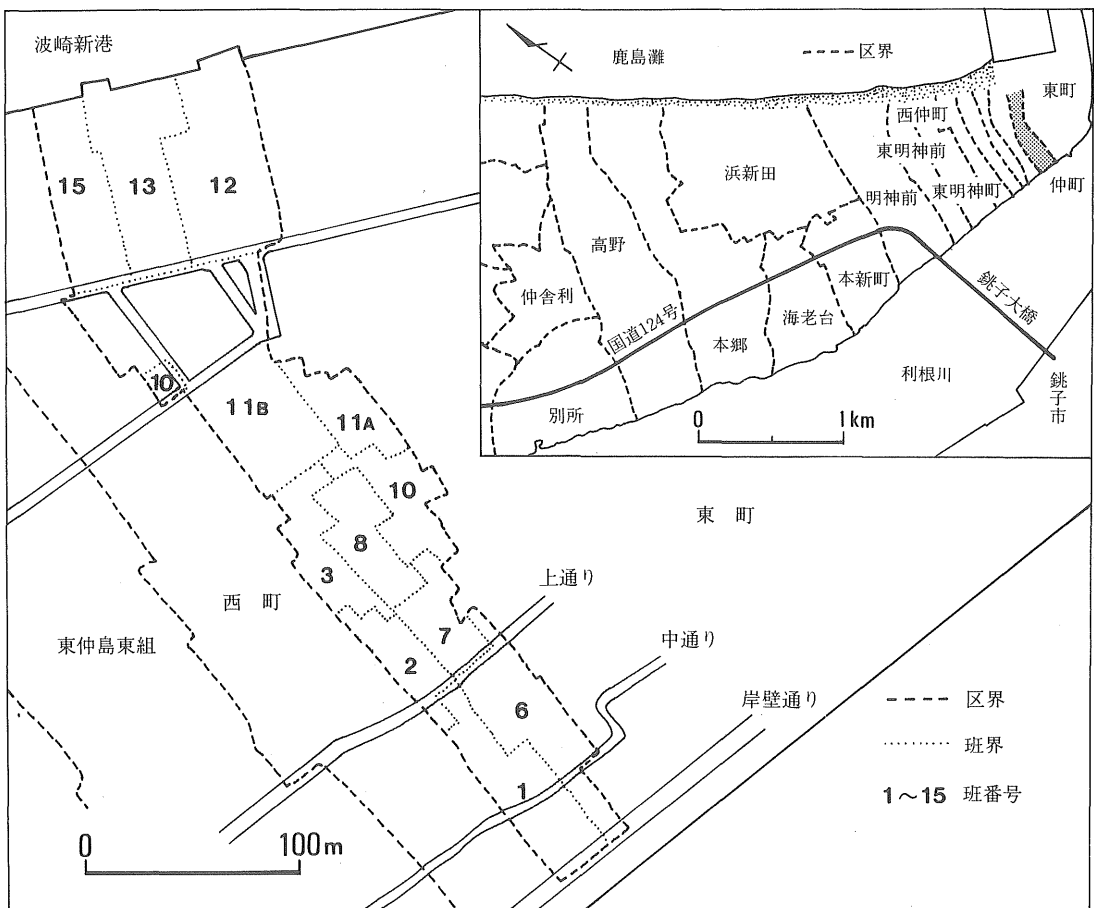 波崎新港
15
13
12
10
11B
11A
10
8
3
7
2
6
1
西町
東町
東仲島東組
上通り
中通り
岸壁通り
区界
班界
1～15 班番号
0 100m
鹿島灘
区界
東町
西仲町
東明神前
浜新田
明神前
東明神町
仲町
高野
仲舎利
本新町
海老台
国道124号
本郷
銚子大橋
利根川
銚子市
別所
0 1km